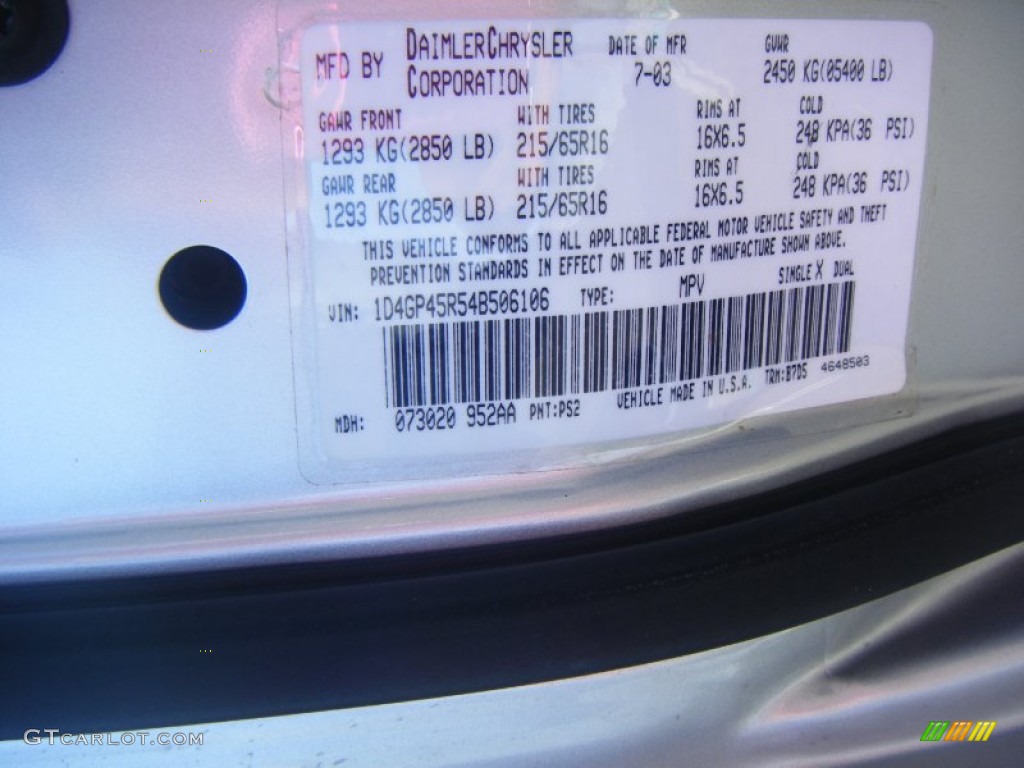 MFD BY DAIMLERCHRYSLER CORPORATION DATE OF MFR 7-03 GVWR 2450 KG(05400 LB)
GAWR FRONT WITH TIRES RIMS AT COLD
1293 KG(2850 LB) 215/65R16 16X6.5 248 KPA(36 PSI)
GAWR REAR WITH TIRES RIMS AT COLD
1293 KG(2850 LB) 215/65R16 16X6.5 248 KPA(36 PSI)
THIS VEHICLE CONFORMS TO ALL APPLICABLE FEDERAL MOTOR VEHICLE SAFETY AND THEFT
PREVENTION STANDARDS IN EFFECT ON THE DATE OF MANUFACTURE SHOWN ABOVE.
VIN: 1D4GP45R54B506106 TYPE: MPV SINGLE X DUAL
MDH: 073020 952AA PNT:PS2 VEHICLE MADE IN U.S.A. TRM:B7D5 4648503
GTCARLOT.COM